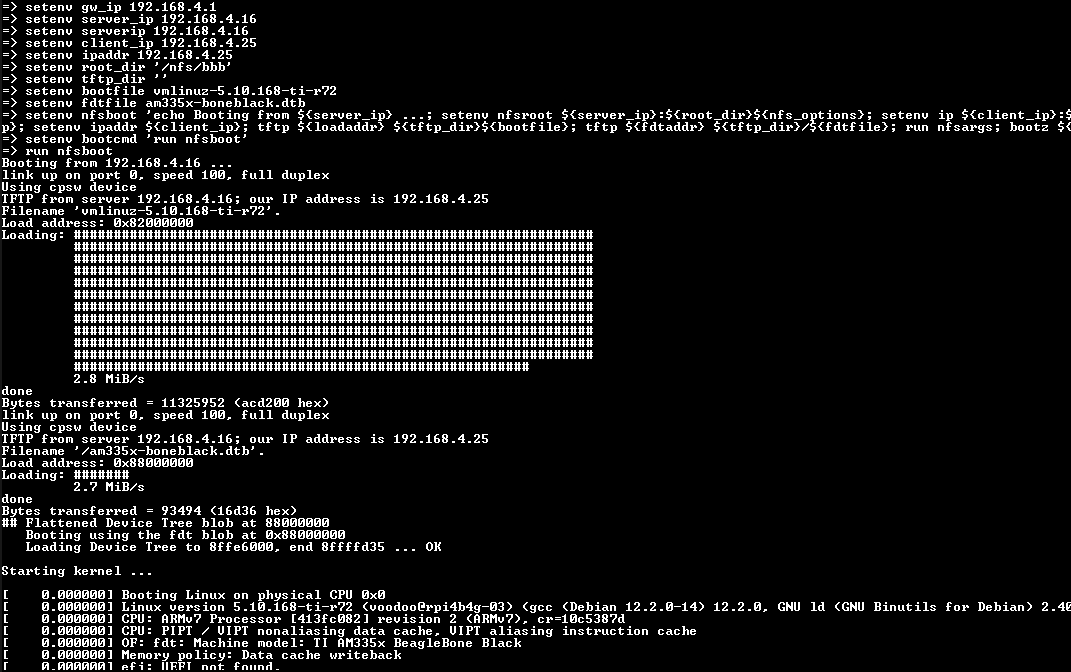 => setenv gw_ip 192.168.4.1
=> setenv server_ip 192.168.4.16
=> setenv serverip 192.168.4.16
=> setenv client_ip 192.168.4.25
=> setenv ipaddr 192.168.4.25
=> setenv root_dir '/nfs/bbb'
=> setenv tftp_dir ''
=> setenv bootfile vmlinuz-5.10.168-ti-r72
=> setenv fdtfile am335x-boneblack.dtb
=> setenv nfsboot 'echo Booting from ${server_ip} ...; setenv nfsroot ${server_ip}:${root_dir}${nfs_options}; setenv ip ${client_ip}:$
p}; setenv ipaddr ${client_ip}; tftp ${loadaddr} ${tftp_dir}${bootfile}; tftp ${fdtaddr} ${tftp_dir}/${fdtfile}; run nfsargs; bootz ${
=> setenv bootcmd 'run nfsboot'
=> run nfsboot
Booting from 192.168.4.16 ...
link up on port 0, speed 100, full duplex
Using cpsw device
TFTP from server 192.168.4.16; our IP address is 192.168.4.25
Filename 'vmlinuz-5.10.168-ti-r72'.
Load address: 0x82000000
Loading: #################################################################
#################################################################
#################################################################
#################################################################
#################################################################
#################################################################
#################################################################
#################################################################
#################################################################
#################################################################
#################################################################
#########################################################
2.8 MiB/s
done
Bytes transferred = 11325952 (acd200 hex)
link up on port 0, speed 100, full duplex
Using cpsw device
TFTP from server 192.168.4.16; our IP address is 192.168.4.25
Filename '/am335x-boneblack.dtb'.
Load address: 0x88000000
Loading: #######
2.7 MiB/s
done
Bytes transferred = 93494 (16d36 hex)
## Flattened Device Tree blob at 88000000
Booting using the fdt blob at 0x88000000
Loading Device Tree to 8ffe6000, end 8ffffd35 ... OK
Starting kernel ...
[    0.000000] Booting Linux on physical CPU 0x0
[    0.000000] Linux version 5.10.168-ti-r72 (voodoo@rpi4b4g-03) (gcc (Debian 12.2.0-14) 12.2.0, GNU ld (GNU Binutils for Debian) 2.40
[    0.000000] CPU: ARMv7 Processor [413fc082] revision 2 (ARMv7), cr=10c5387d
[    0.000000] CPU: PIPT / VIPT nonaliasing data cache, VIPT aliasing instruction cache
[    0.000000] OF: fdt: Machine model: TI AM335x BeagleBone Black
[    0.000000] Memory policy: Data cache writeback
[    0.000000] efi: UEFI not found.